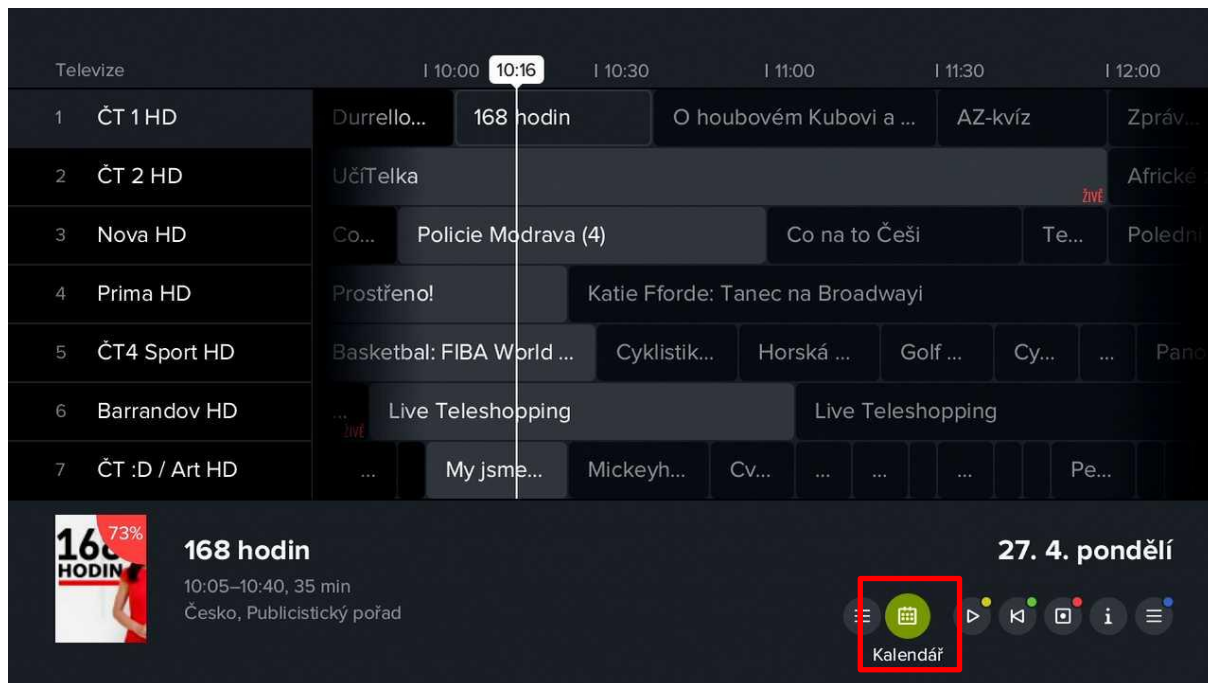 Televize 10:00 10:16 10:30 11:00 11:30 12:00
1 ČT 1 HD Durrello... 168 hodin O houbovém Kubovi a ... AZ-kvíz Zpráv...
2 ČT 2 HD UčíTelka ŽIVĚ Africké
3 Nova HD Co... Policie Modrava (4) Co na to Češi Te... Polední
4 Prima HD Prostřeno! Katie Fforde: Tanec na Broadwayi
5 ČT4 Sport HD Basketbal: FIBA World ... Cyklistik... Horská ... Golf ... Cy... ... Pano
6 Barrandov HD ... ŽIVĚ Live Teleshopping Live Teleshopping
7 ČT :D / Art HD ... My jsme... Mickeyh... Cv... ... ... ... Pe...
168 HODIN 73%
168 hodin
27. 4. pondělí
10:05–10:40, 35 min
Česko, Publicistický pořad
Kalendář